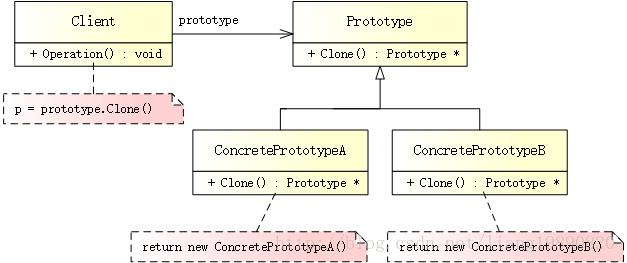 Client
prototype
Prototype
+ Operation() : void
+ Clone() : Prototype *
p = prototype.Clone()
ConcretePrototypeA
ConcretePrototypeB
+ Clone() : Prototype *
+ Clone() : Prototype *
return new ConcretePrototypeA()
return new ConcretePrototypeB()